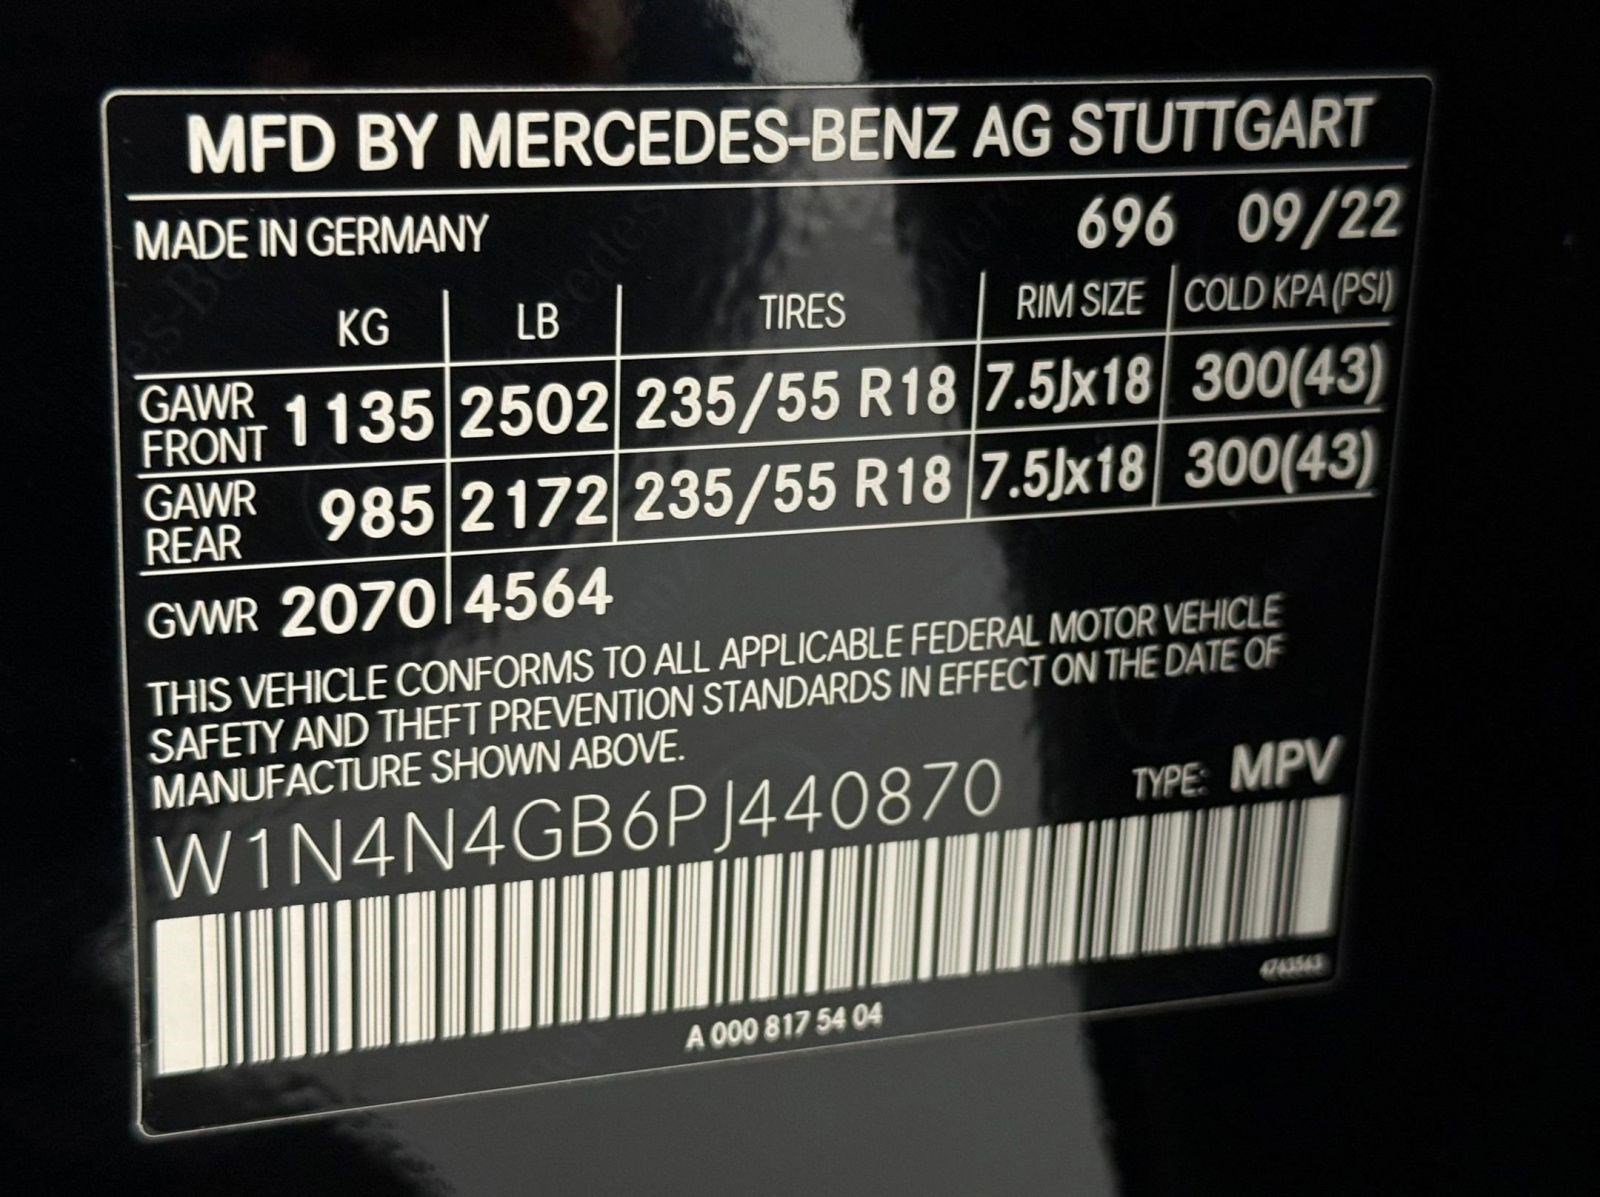 MFD BY MERCEDES-BENZ AG STUTTGART
MADE IN GERMANY 696 09/22
KG LB TIRES RIM SIZE COLD KPA (PSI)
GAWR FRONT 1135 2502 235/55 R18 7.5Jx18 300(43)
GAWR REAR 985 2172 235/55 R18 7.5Jx18 300(43)
GVWR 2070 4564
THIS VEHICLE CONFORMS TO ALL APPLICABLE FEDERAL MOTOR VEHICLE
SAFETY AND THEFT PREVENTION STANDARDS IN EFFECT ON THE DATE OF
MANUFACTURE SHOWN ABOVE.
W1N4N4GB6PJ440870 TYPE: MPV
A 000 817 54 04